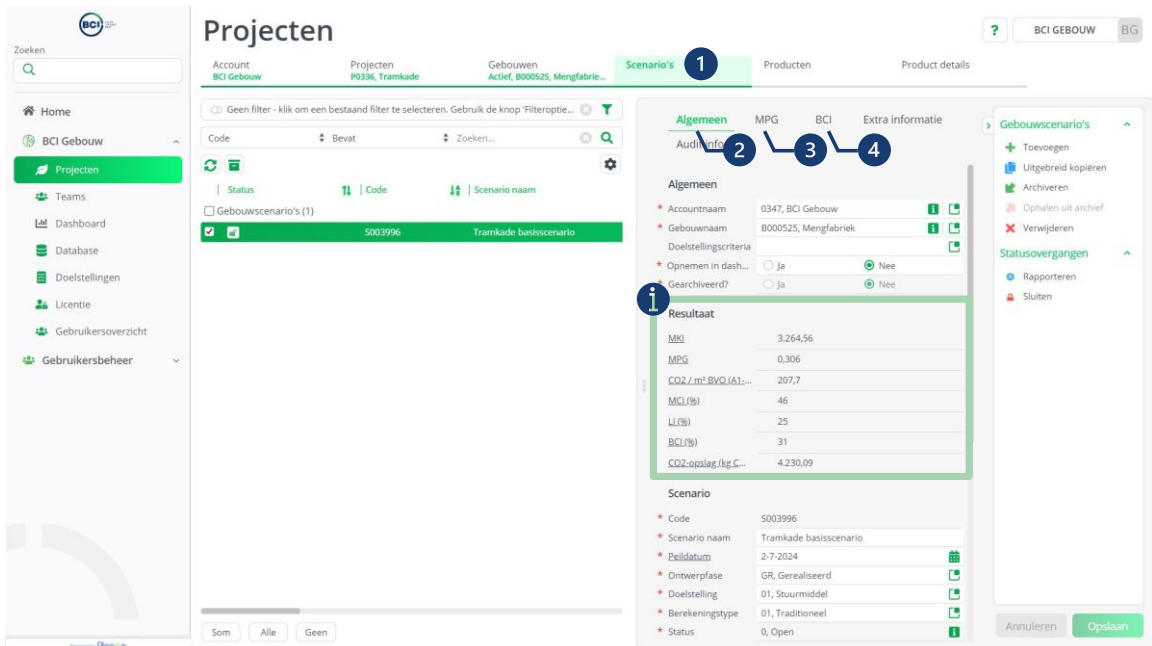 BCI
Projecten
? BCI GEBOUW BG
Zoeken
Account Projecten Gebouwen Scenario's 1 Producten Product details
BCI Gebouw P0336, Tramkade Actief, B000525, Mengfabrie...
Home
BCI Gebouw
Projecten
Teams
Dashboard
Database
Doelstellingen
Licentie
Gebruikersoverzicht
Gebruikersbeheer
Geen filter - klik om een bestaand filter te selecteren. Gebruik de knop 'Filteroptie...
Code Bevat Zoeken...
Status Code Scenario naam
Gebouwscenario's (1)
S003996 Tramkade basisscenario
Som Alle Geen
Algemeen MPG BCI Extra informatie
Audit info
2 3 4
Algemeen
* Accountnaam 0347, BCI Gebouw
* Gebouwnaam B000525, Mengfabriek
Doelstellingscriteria
* Opnemen in dash... Ja Nee
* Gearchiveerd? Ja Nee
i
Resultaat
MKI 3.264,56
MPG 0,306
CO2 / m² BVO (A1-... 207,7
MCI (%) 46
LI (%) 25
BCI (%) 31
CO2-opslag (kg C... 4.230,09
Scenario
* Code S003996
* Scenario naam Tramkade basisscenario
* Peildatum 2-7-2024
* Ontwerpfase GR, Gerealiseerd
* Doelstelling 01, Stuurmiddel
* Berekeningstype 01, Traditioneel
* Status 0, Open
Gebouwscenario's
Toevoegen
Uitgebreid kopiëren
Archiveren
Ophalen uit archief
Verwijderen
Statusovergangen
Rapporteren
Sluiten
Annuleren Opslaan